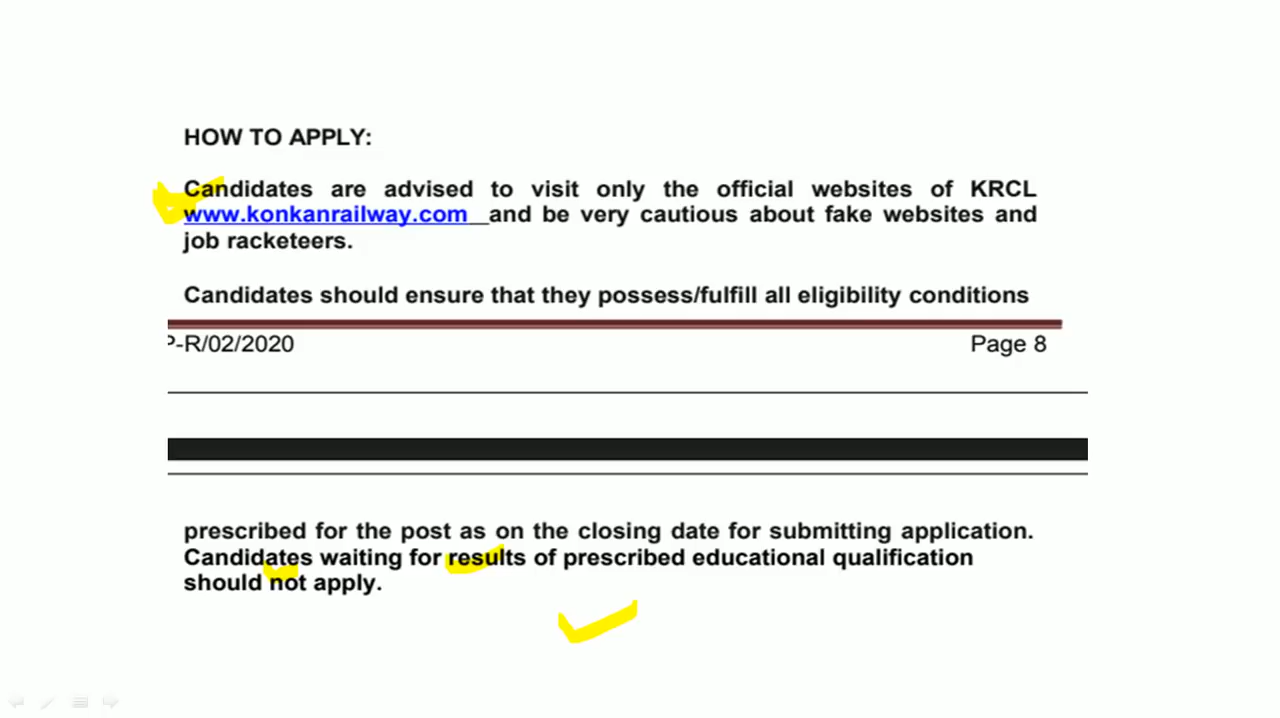 HOW TO APPLY:
Candidates are advised to visit only the official websites of KRCL
www.konkanrailway.com and be very cautious about fake websites and
job racketeers.
Candidates should ensure that they possess/fulfill all eligibility conditions
P-R/02/2020 Page 8
prescribed for the post as on the closing date for submitting application.
Candidates waiting for results of prescribed educational qualification
should not apply.